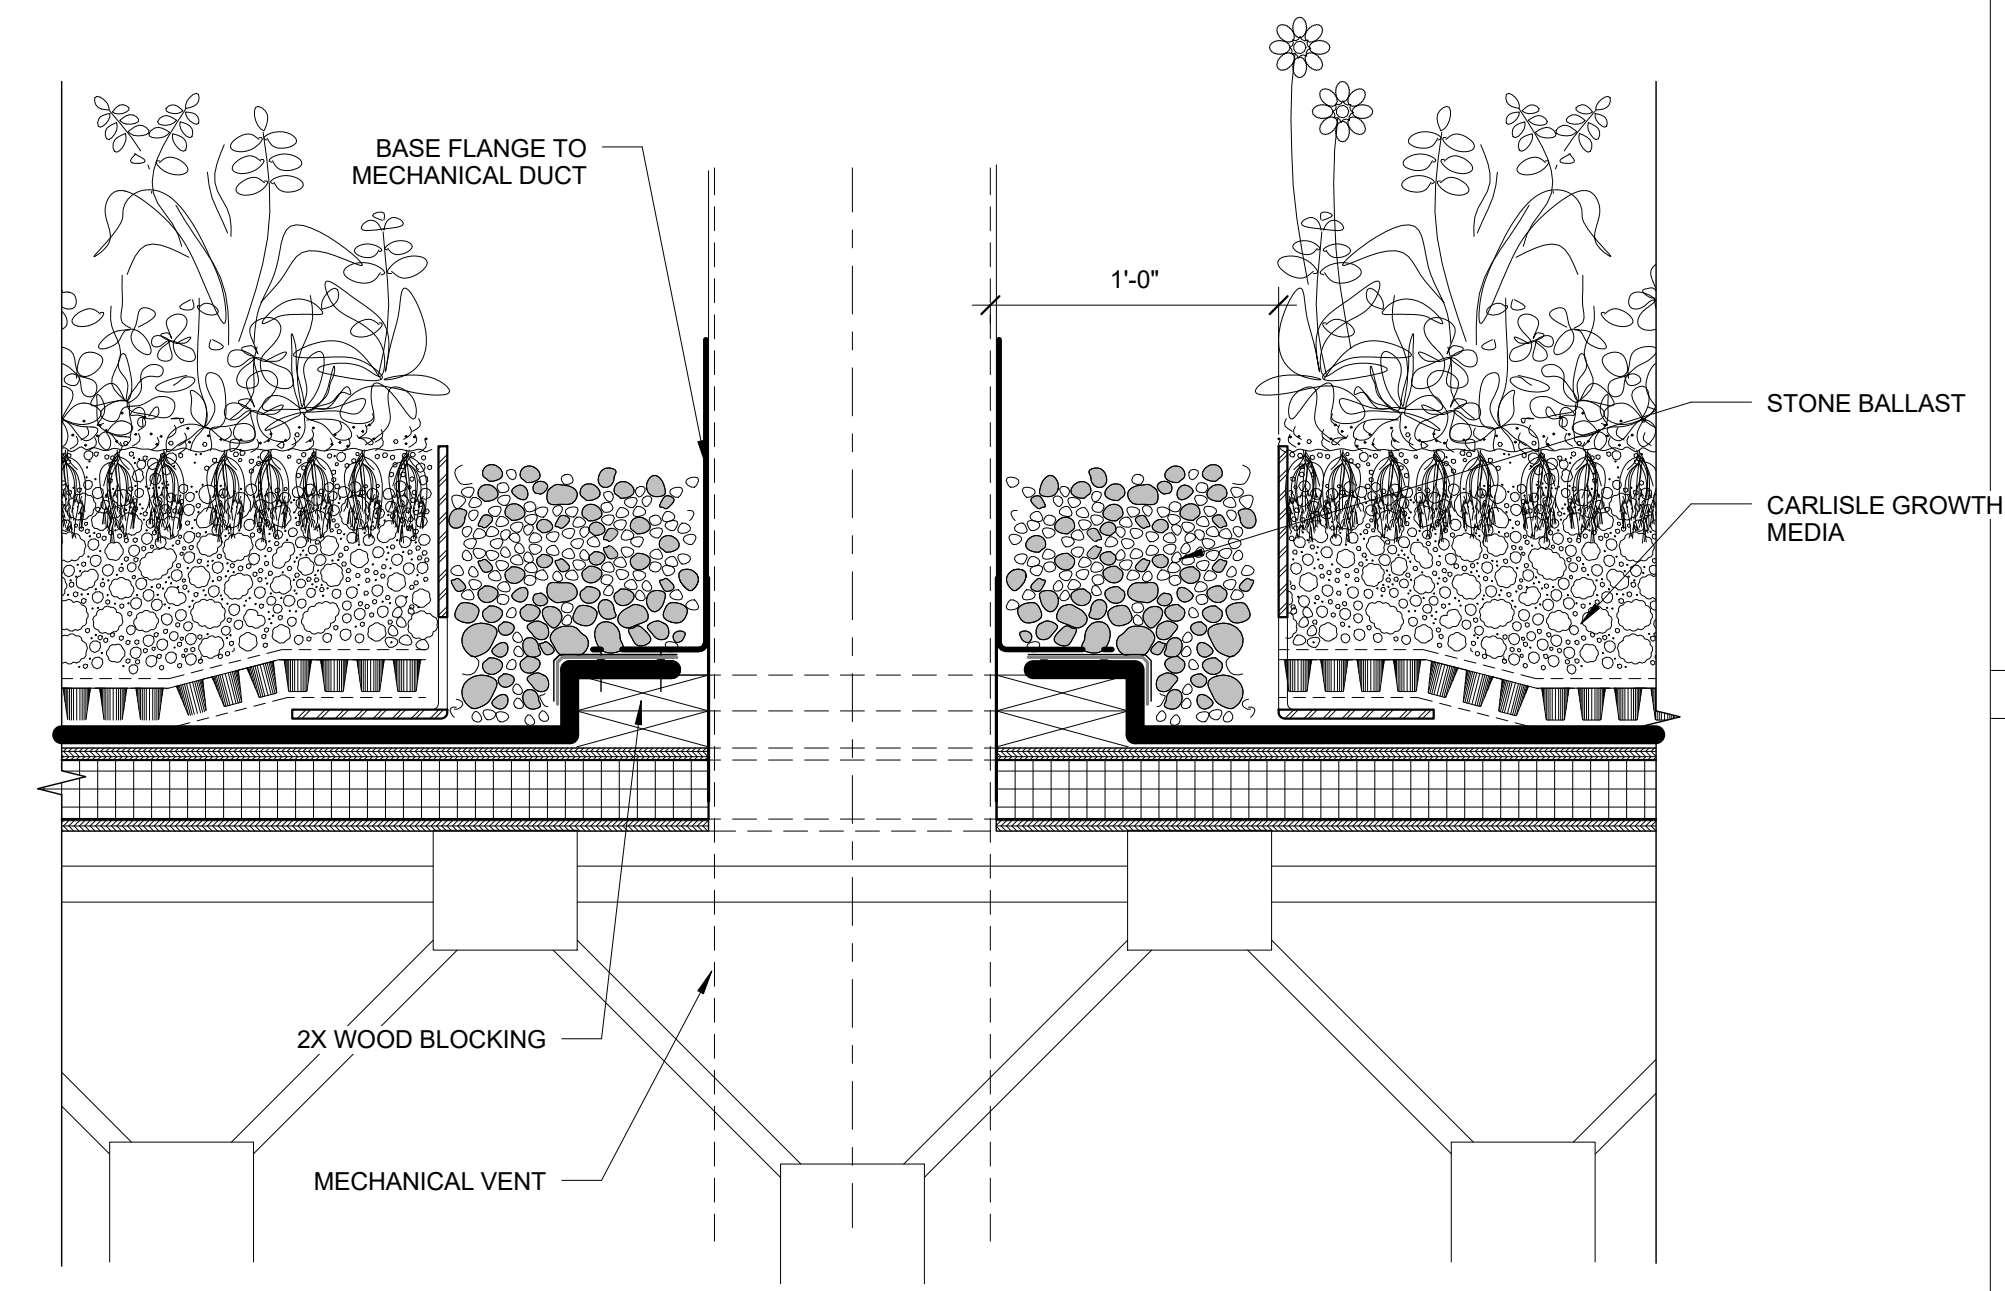 BASE FLANGE TO
MECHANICAL DUCT
1'-0"
STONE BALLAST
CARLISLE GROWTH
MEDIA
2X WOOD BLOCKING
MECHANICAL VENT